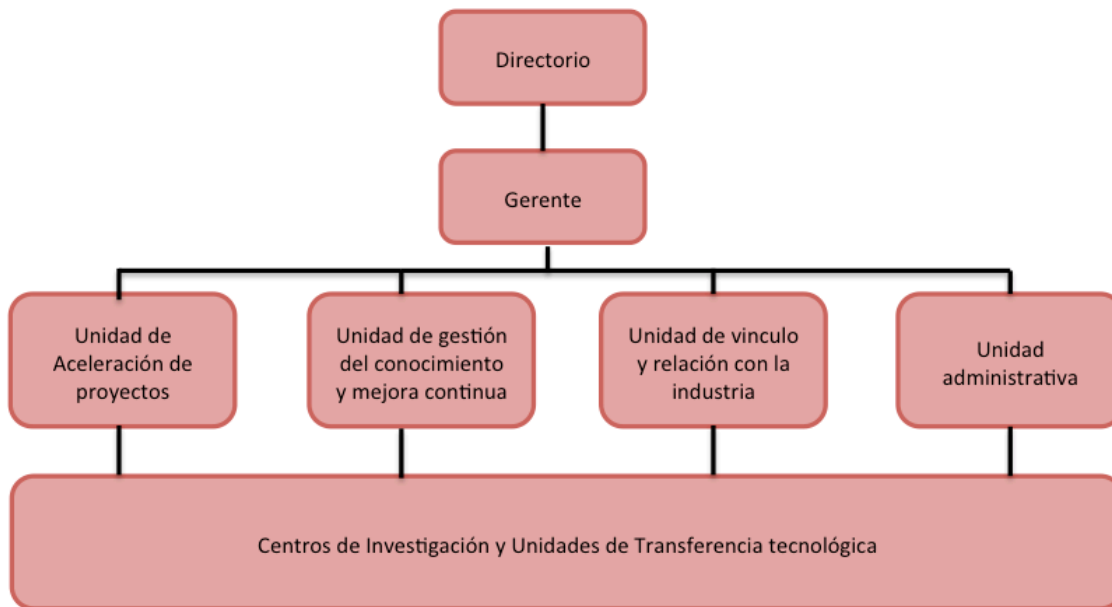 Directorio
Gerente
Unidad de
Aceleración de
proyectos
Unidad de gestión
del conocimiento
y mejora continua
Unidad de vinculo
y relación con la
industria
Unidad
administrativa
Centros de Investigación y Unidades de Transferencia tecnológica